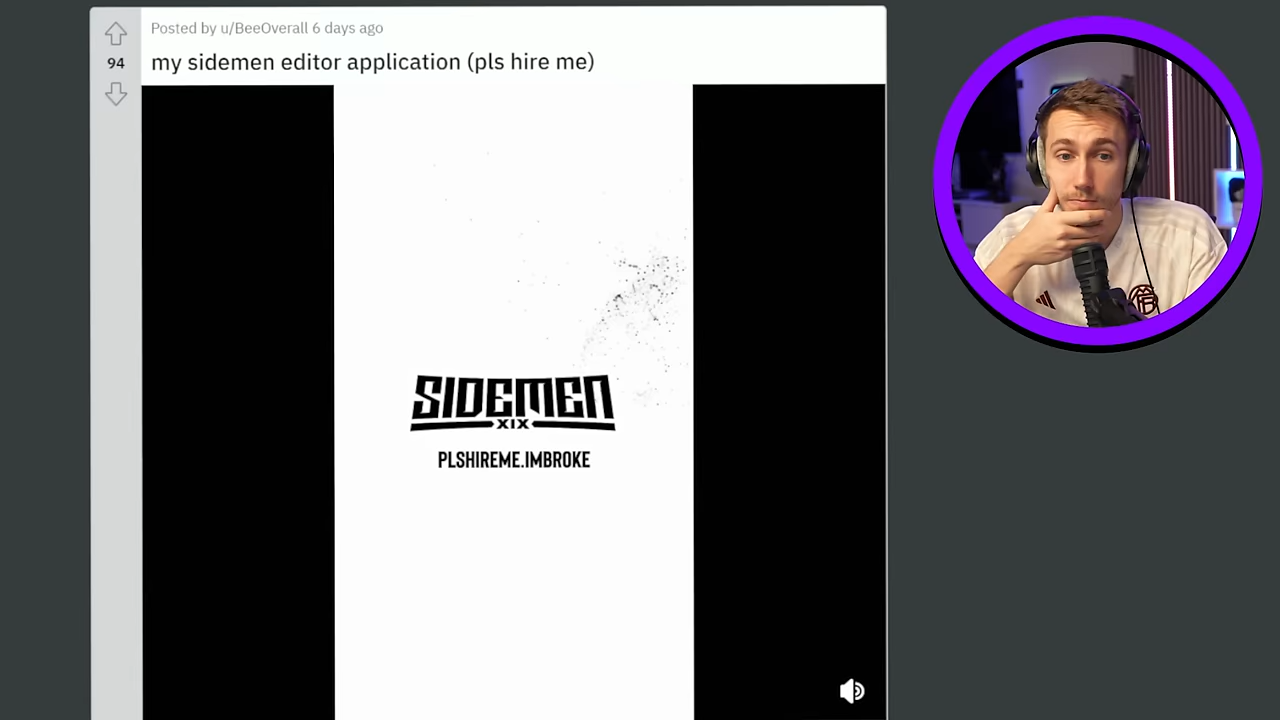 Posted by u/BeeOverall 6 days ago
94
my sidemen editor application (pls hire me)
SIDEMEN
XIX
PLSHIREME.IMBROKE